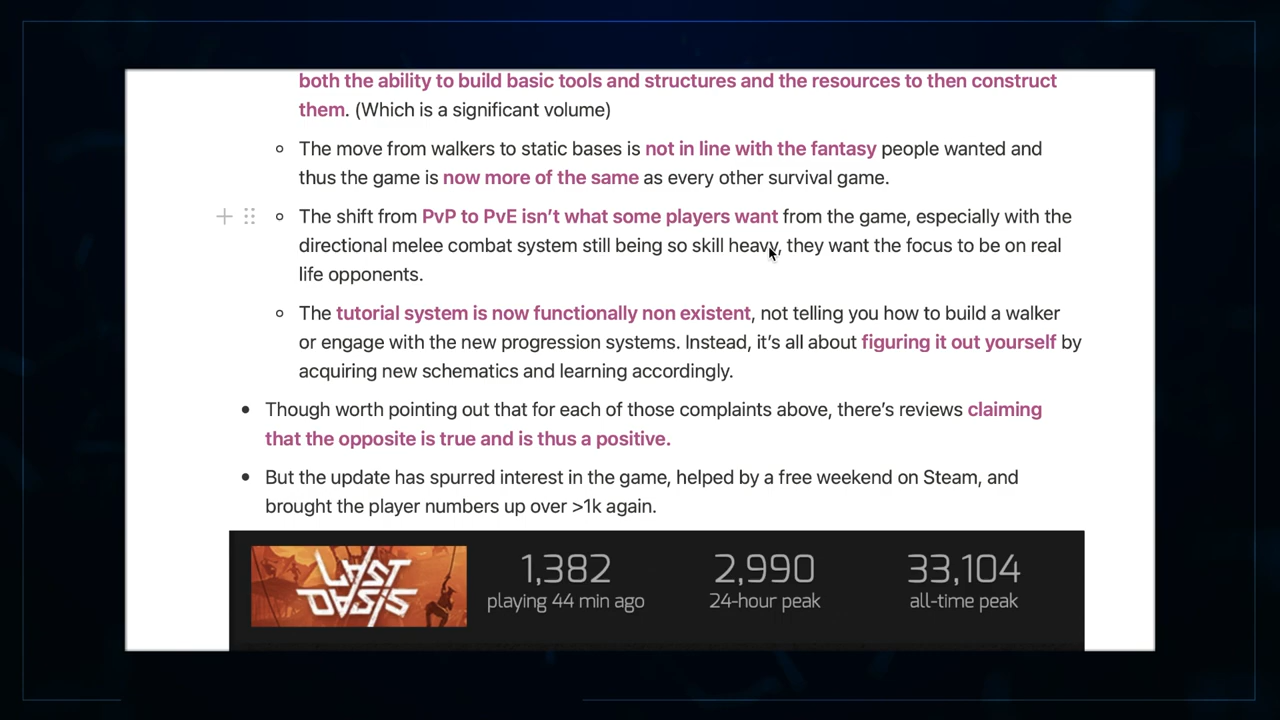 both the ability to build basic tools and structures and the resources to then construct
them. (Which is a significant volume)
The move from walkers to static bases is not in line with the fantasy people wanted and
thus the game is now more of the same as every other survival game.
The shift from PvP to PvE isn’t what some players want from the game, especially with the
directional melee combat system still being so skill heavy, they want the focus to be on real
life opponents.
The tutorial system is now functionally non existent, not telling you how to build a walker
or engage with the new progression systems. Instead, it’s all about figuring it out yourself by
acquiring new schematics and learning accordingly.
Though worth pointing out that for each of those complaints above, there’s reviews claiming
that the opposite is true and is thus a positive.
But the update has spurred interest in the game, helped by a free weekend on Steam, and
brought the player numbers up over >1k again.
LAST OASIS
1,382 2,990 33,104
playing 44 min ago 24-hour peak all-time peak